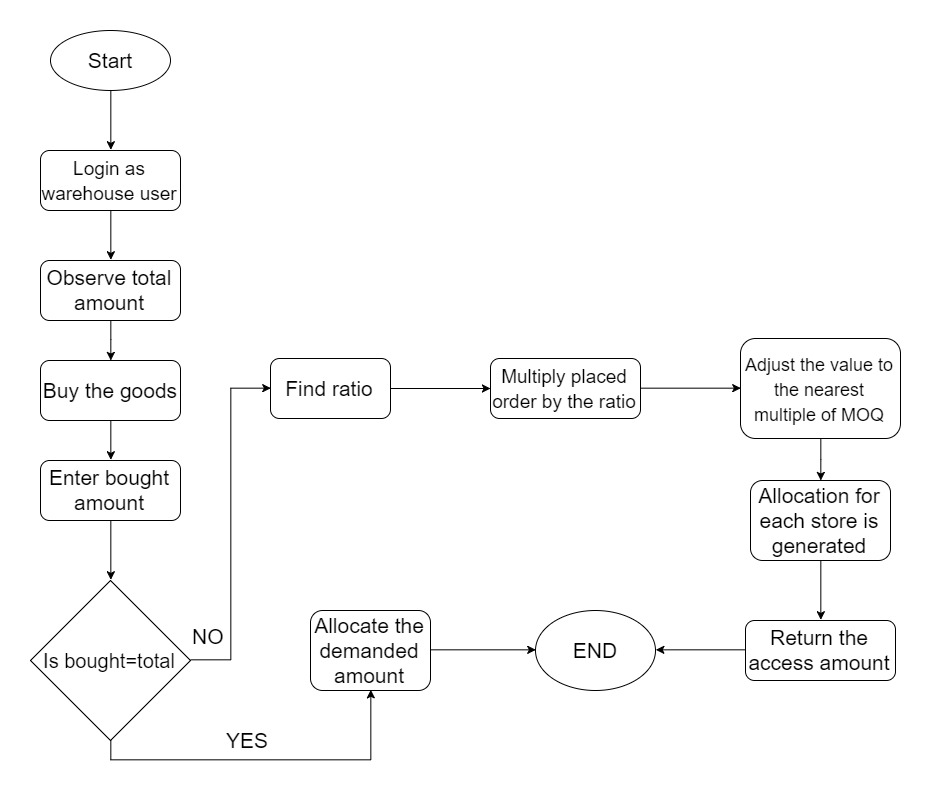 Start
Login as
warehouse user
Observe total
amount
Buy the goods
Enter bought
amount
Is bought=total
NO
YES
Find ratio
Multiply placed
order by the ratio
Adjust the value to
the nearest
multiple of MOQ
Allocation for
each store is
generated
Return the
access amount
Allocate the
demanded
amount
END